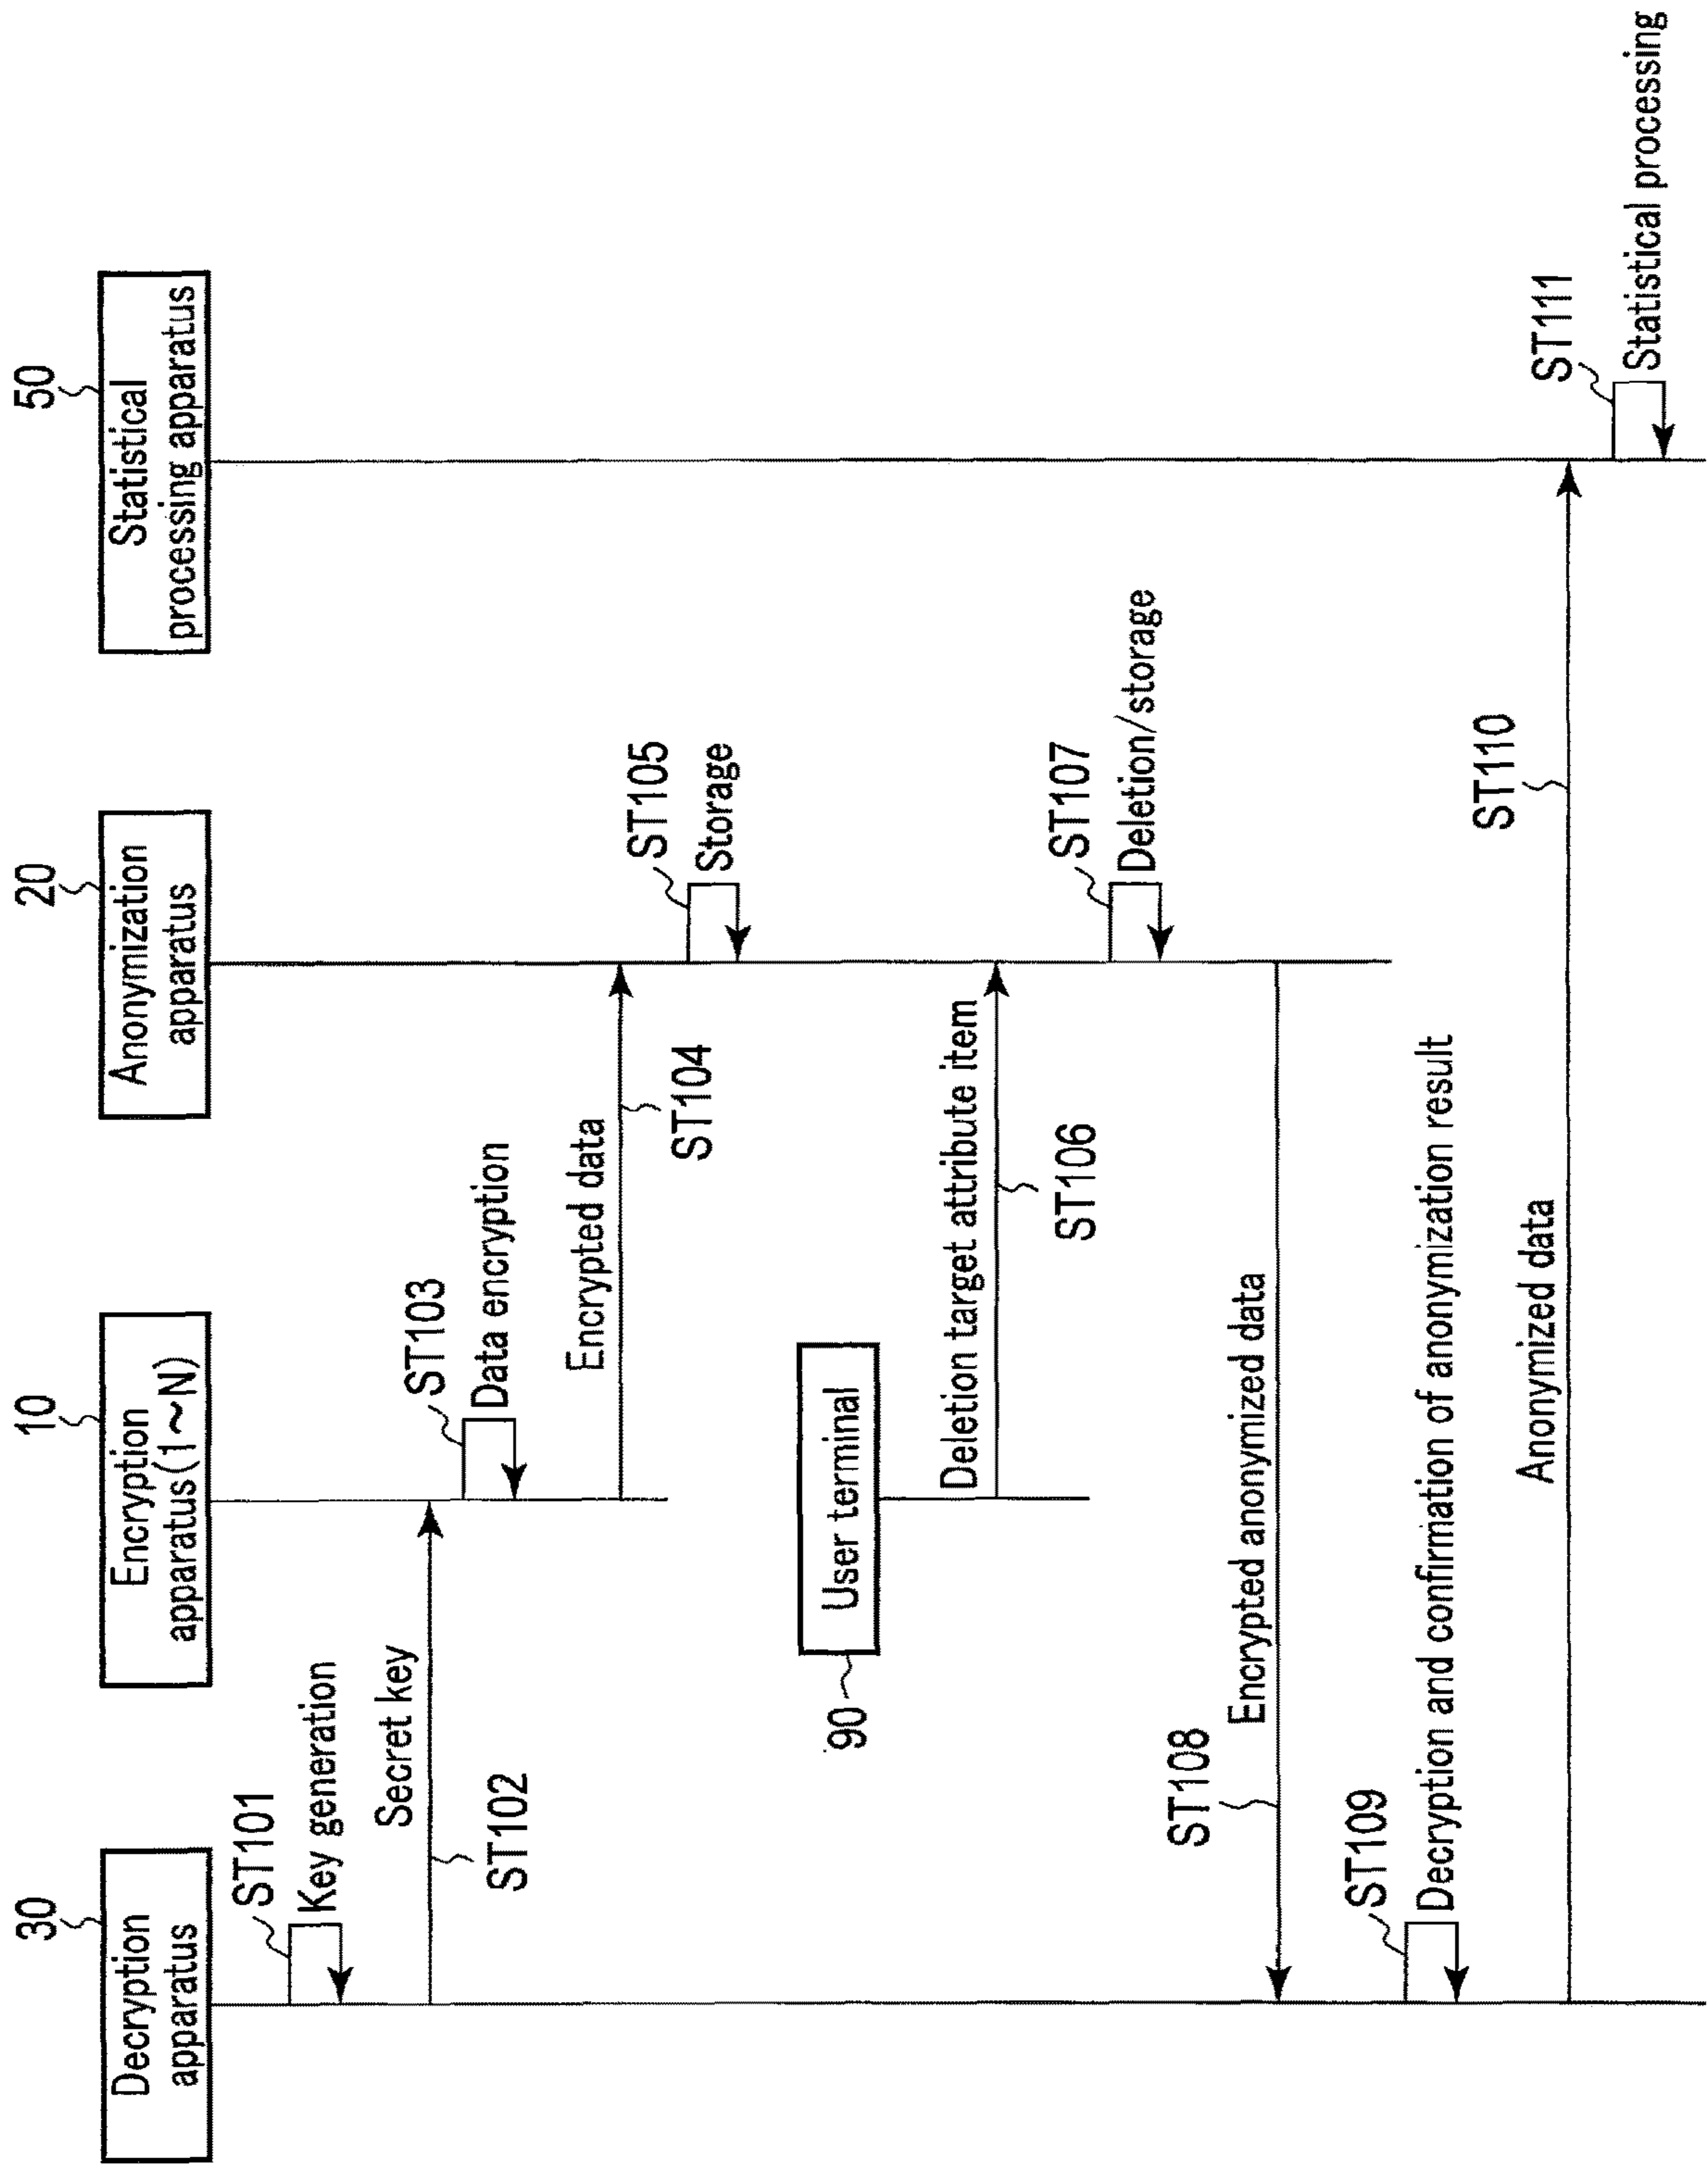 30
Decryption
apparatus
10
Encryption
apparatus(1~N)
20
Anonymization
apparatus
50
Statistical
processing apparatus
ST101
Key generation
Secret key
ST102
ST103
Data encryption
Encrypted data
ST104
ST105
Storage
90
User terminal
Deletion target attribute item
ST106
ST107
Deletion/storage
Encrypted anonymized data
ST108
ST109
Decryption and confirmation of anonymization result
Anonymized data
ST110
ST111
Statistical processing